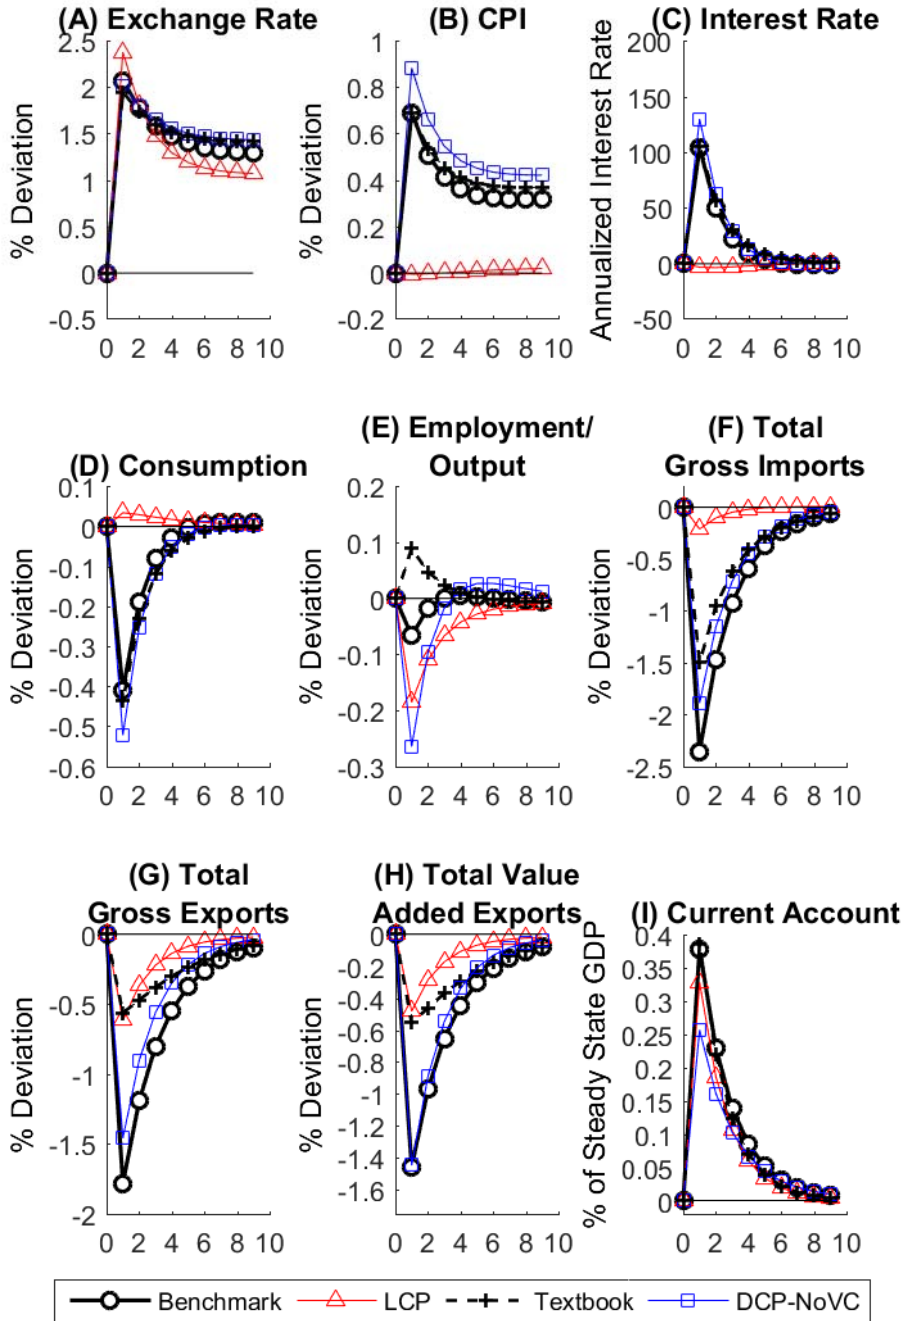 (A) Exchange Rate
(B) CPI
(C) Interest Rate
% Deviation
2.5
2
1.5
1
0.5
0
-0.5
0 2 4 6 8 10
% Deviation
1
0.8
0.6
0.4
0.2
0
-0.2
0 2 4 6 8 10
Annualized Interest Rate
200
150
100
50
0
-50
0 2 4 6 8 10
(D) Consumption
(E) Employment/
Output
(F) Total
Gross Imports
% Deviation
0.1
0
-0.1
-0.2
-0.3
-0.4
-0.5
-0.6
0 2 4 6 8 10
% Deviation
0.2
0.1
0
-0.1
-0.2
-0.3
0 2 4 6 8 10
% Deviation
0
-0.5
-1
-1.5
-2
-2.5
0 2 4 6 8 10
(G) Total
Gross Exports
(H) Total Value
Added Exports
(I) Current Account
% Deviation
0
-0.5
-1
-1.5
-2
0 2 4 6 8 10
% Deviation
0
-0.2
-0.4
-0.6
-0.8
-1
-1.2
-1.4
-1.6
0 2 4 6 8 10
% of Steady State GDP
0.4
0.35
0.3
0.25
0.2
0.15
0.1
0.05
0
0 2 4 6 8 10
Benchmark LCP Textbook DCP-NoVC